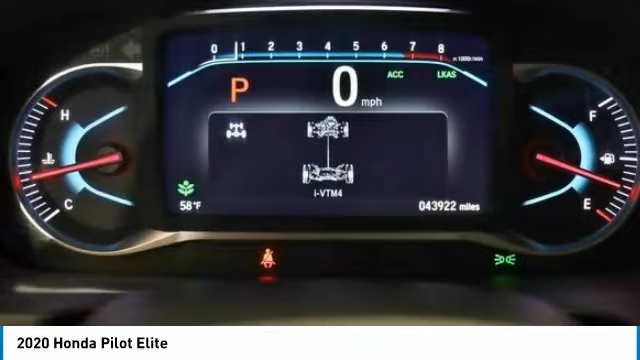 0 1 2 3 4 5 6 7 8
x 1000r/min
ACC LKAS
P 0 mph
H
F
C
E
i-VTM4
58°F
043922 miles
2020 Honda Pilot Elite